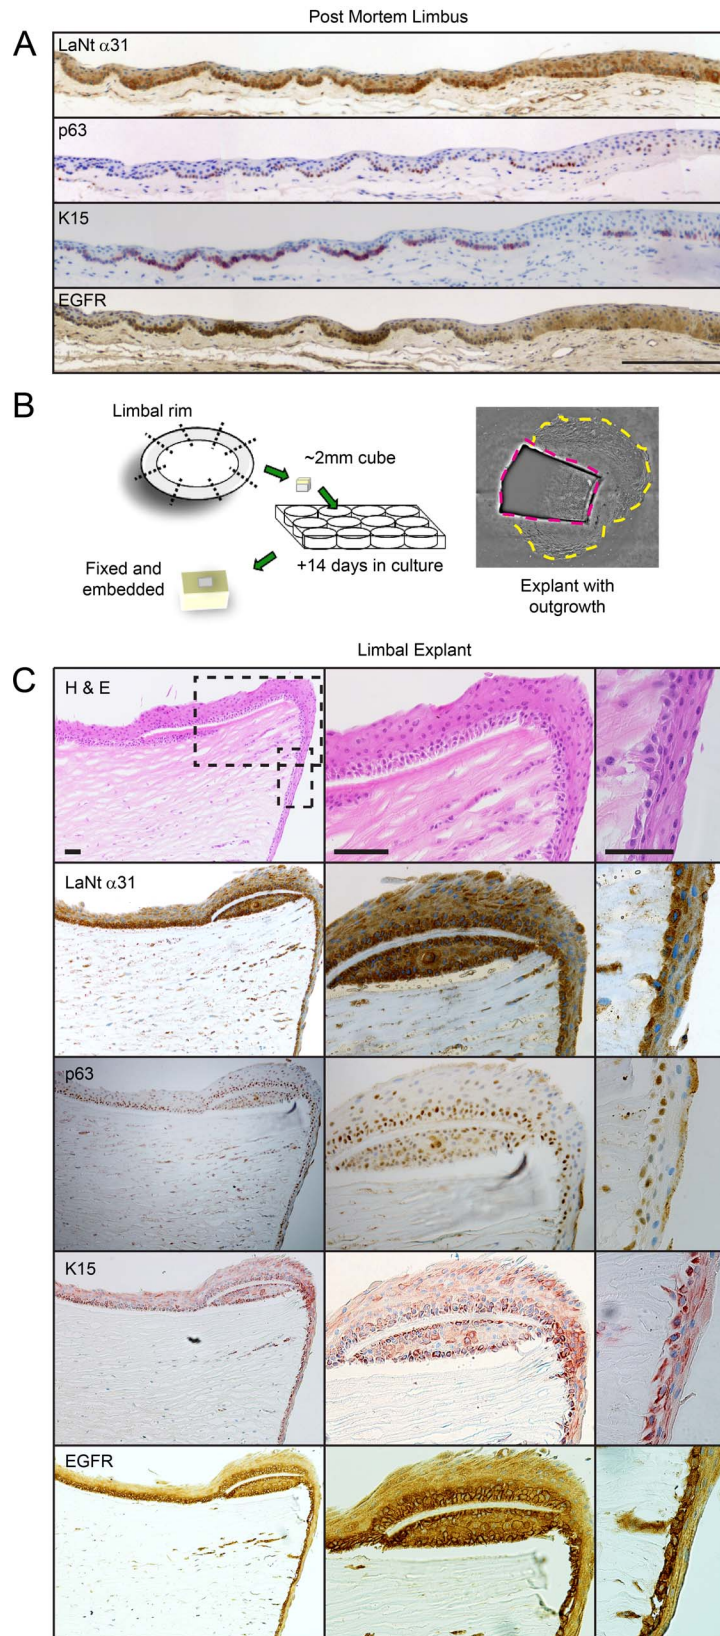 Post Mortem Limbus
A
LaNt α31
p63
K15
EGFR
B
Limbal rim
~2mm cube
+14 days in culture
Fixed and
embedded
Explant with
outgrowth
Limbal Explant
C
H & E
LaNt α31
p63
K15
EGFR